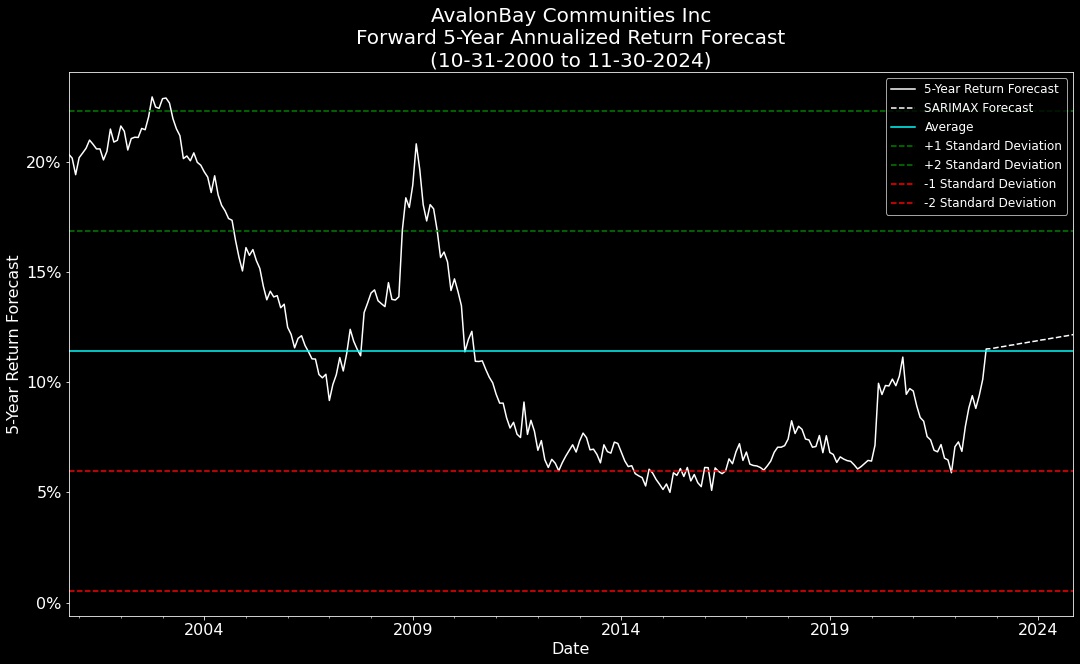 AvalonBay Communities Inc
Forward 5-Year Annualized Return Forecast
(10-31-2000 to 11-30-2024)
5-Year Return Forecast
SARIMAX Forecast
Average
+1 Standard Deviation
+2 Standard Deviation
-1 Standard Deviation
-2 Standard Deviation
20%
15%
10%
5%
0%
5-Year Return Forecast
2004 2009 2014 2019 2024
Date